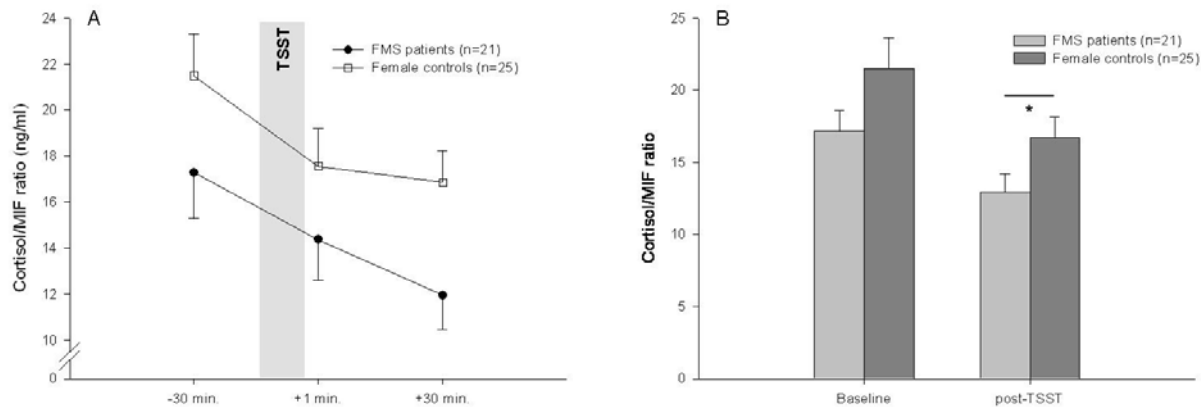 A
TSST
FMS patients (n=21)
Female controls (n=25)
Cortisol/MIF ratio (ng/ml)
24
22
20
18
16
14
12
10
0
-30 min.
+1 min.
+30 min.
B
FMS patients (n=21)
Female controls (n=25)
*
Cortisol/MIF ratio
25
20
15
10
5
0
Baseline
post-TSST